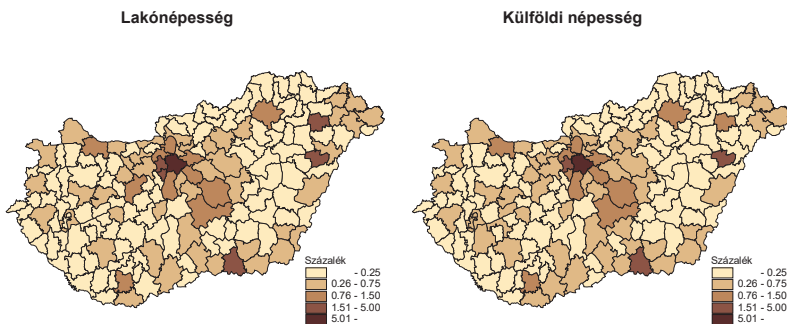 Lakónépesség
Külföldi népesség
Százalék
- 0.25
0.26 - 0.75
0.76 - 1.50
1.51 - 5.00
5.01 -
Százalék
- 0.25
0.26 - 0.75
0.76 - 1.50
1.51 - 5.00
5.01 -